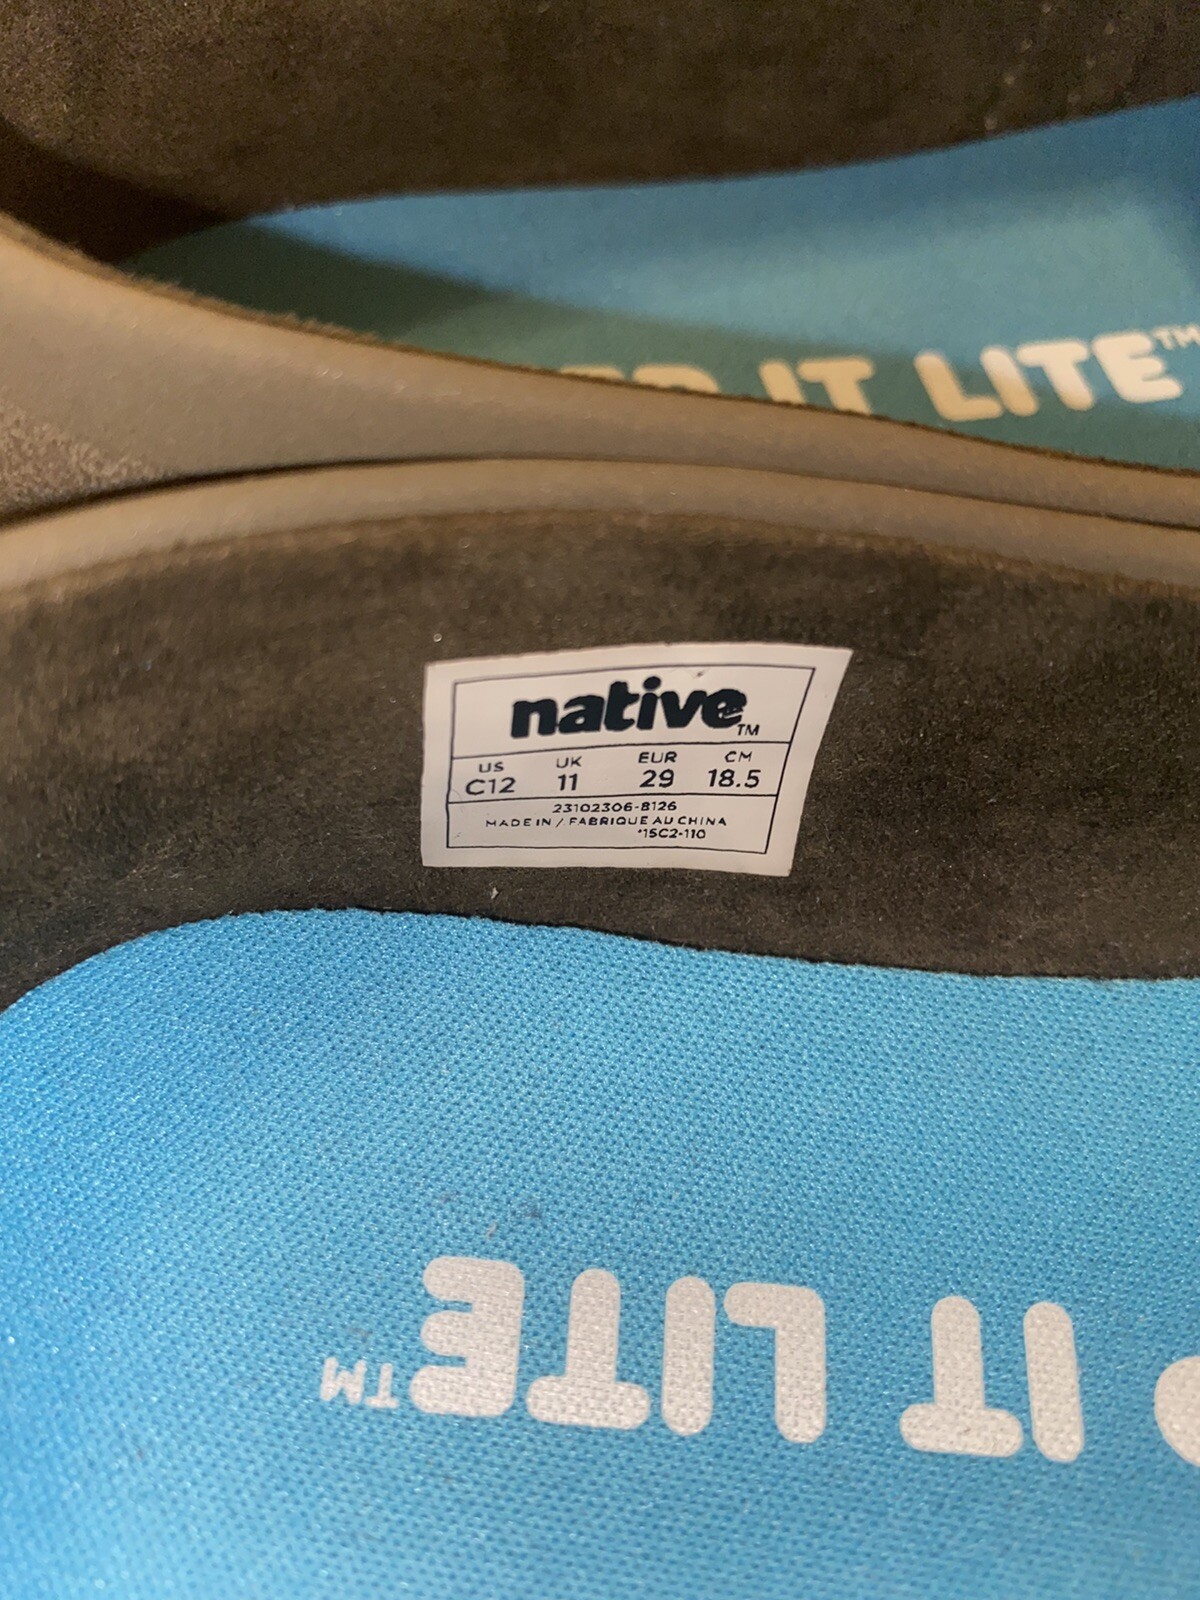 IT LITE™
native™
US UK EUR CM
C12 11 29 18.5
23102306-8126
MADE IN / FABRIQUE AU CHINA
*15C2-110
IT LITE™